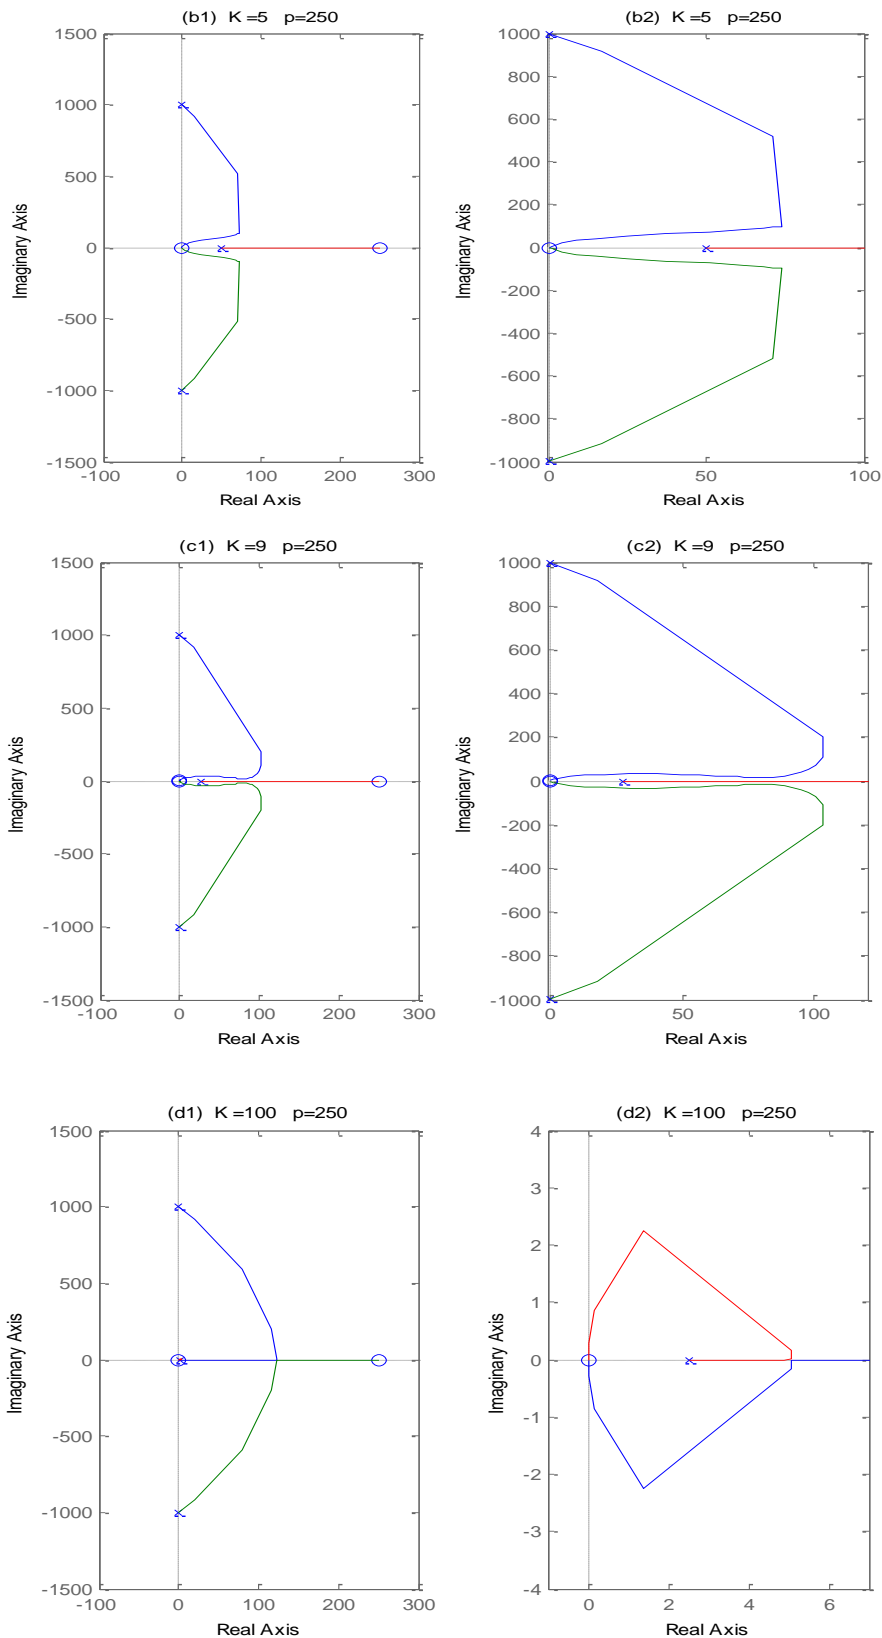 (b1) K =5 p=250
1500
1000
500
0
-500
-1000
-1500
-100 0 100 200 300
Real Axis
Imaginary Axis
(b2) K =5 p=250
1000
800
600
400
200
0
-200
-400
-600
-800
-1000
0 50 100
Real Axis
Imaginary Axis
(c1) K =9 p=250
1500
1000
500
0
-500
-1000
-1500
-100 0 100 200 300
Real Axis
Imaginary Axis
(c2) K =9 p=250
1000
800
600
400
200
0
-200
-400
-600
-800
-1000
0 50 100
Real Axis
Imaginary Axis
(d1) K =100 p=250
1500
1000
500
0
-500
-1000
-1500
-100 0 100 200 300
Real Axis
Imaginary Axis
(d2) K =100 p=250
4
3
2
1
0
-1
-2
-3
-4
0 2 4 6
Real Axis
Imaginary Axis